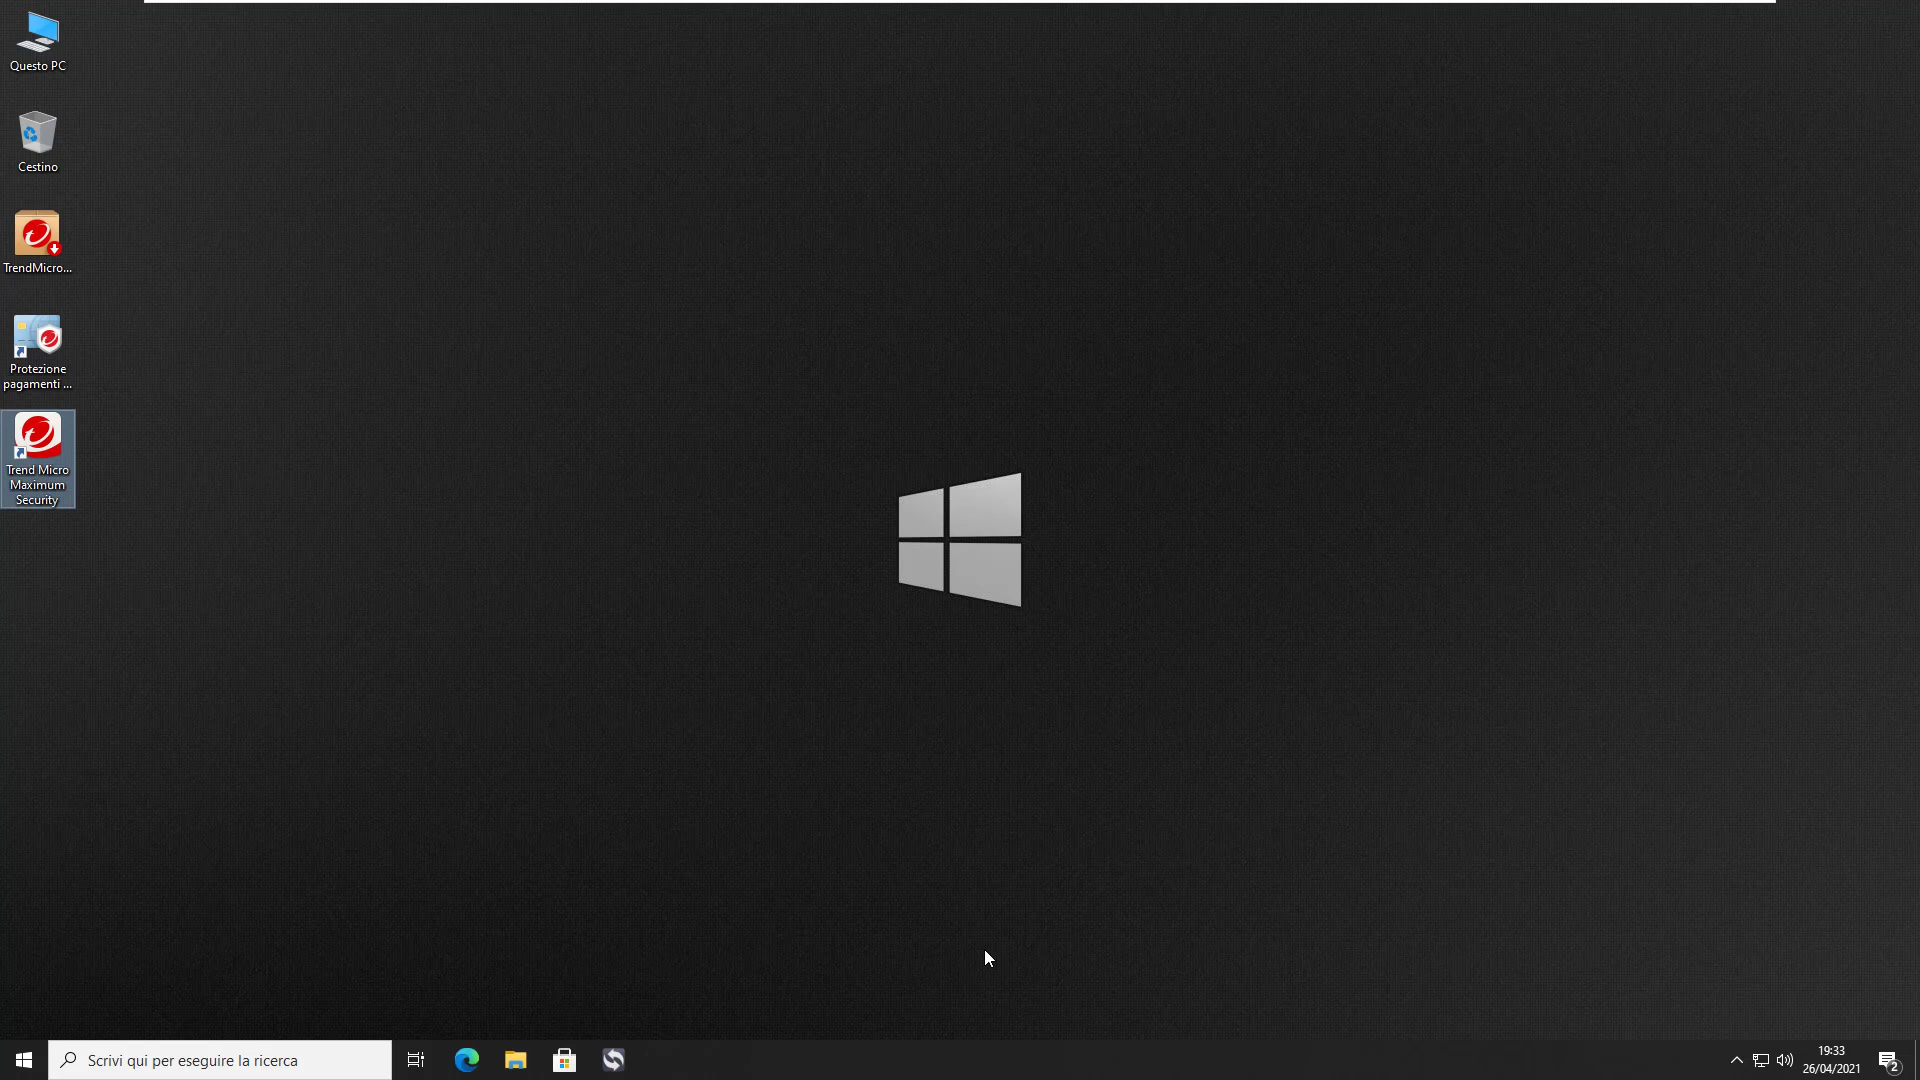 Questo PC
Cestino
TrendMicro...
Protezione
pagamenti ...
Trend Micro
Maximum
Security
Scrivi qui per eseguire la ricerca
19:33
26/04/2021
2